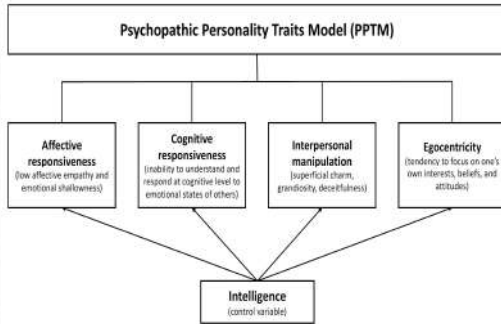 Psychopathic Personality Traits Model (PPTM)
Affective
responsiveness
(low affective empathy and
emotional shallowness)
Cognitive
responsiveness
(inability to understand and
respond at cognitive level to
emotional states of others)
Interpersonal
manipulation
(superficial charm,
grandiosity, deceitfulness)
Egocentricity
(tendency to focus on one's
own interests, beliefs, and
attitudes)
Intelligence
(control variable)